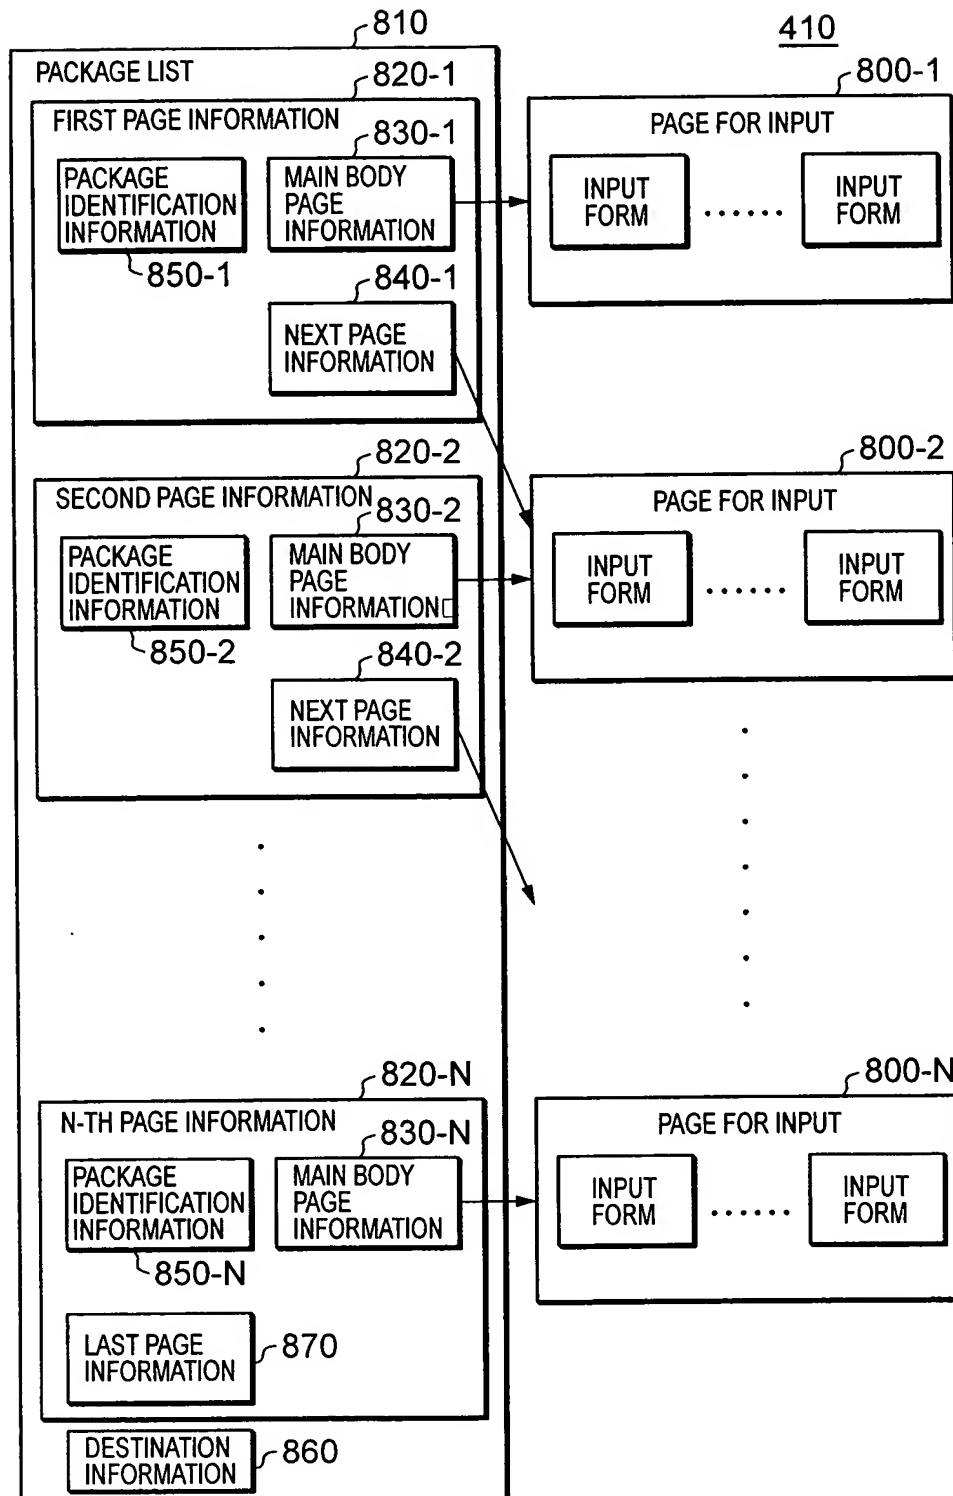 810
410
PACKAGE LIST
820-1
800-1
FIRST PAGE INFORMATION
830-1
PAGE FOR INPUT
PACKAGE
IDENTIFICATION
INFORMATION
MAIN BODY
PAGE
INFORMATION
INPUT
FORM
......
INPUT
FORM
850-1
840-1
NEXT PAGE
INFORMATION
820-2
800-2
SECOND PAGE INFORMATION
830-2
PAGE FOR INPUT
PACKAGE
IDENTIFICATION
INFORMATION
MAIN BODY
PAGE
INFORMATION
INPUT
FORM
......
INPUT
FORM
850-2
840-2
NEXT PAGE
INFORMATION
820-N
800-N
N-TH PAGE INFORMATION
830-N
PAGE FOR INPUT
PACKAGE
IDENTIFICATION
INFORMATION
MAIN BODY
PAGE
INFORMATION
INPUT
FORM
......
INPUT
FORM
850-N
LAST PAGE
INFORMATION
870
DESTINATION
INFORMATION
860